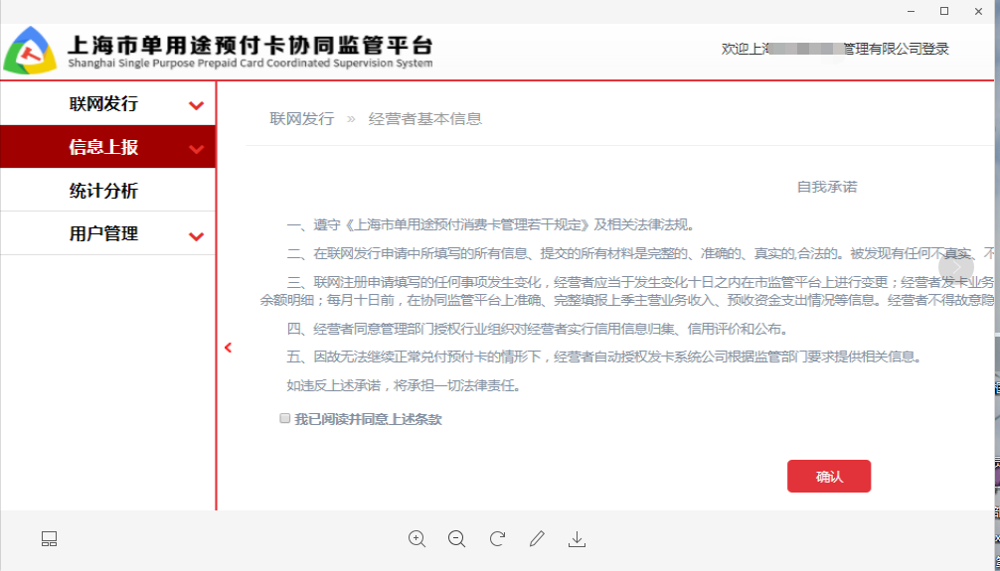 上海市单用途预付卡协同监管平台
Shanghai Single Purpose Prepaid Card Coordinated Supervision System
欢迎上海 管理有限公司登录
联网发行
信息上报
统计分析
用户管理
联网发行 » 经营者基本信息
自我承诺
一、遵守《上海市单用途预付消费卡管理若干规定》及相关法律法规。
二、在联网发行申请中所填写的所有信息、提交的所有材料是完整的、准确的、真实的,合法的。被发现有任何不真实、不
三、联网注册申请填写的任何事项发生变化，经营者应当于发生变化十日之内在市监管平台上进行变更；经营者发卡业务
余额明细；每月十日前，在协同监管平台上准确、完整填报上季主营业务收入、预收资金支出情况等信息。经营者不得故意隐
四、经营者同意管理部门授权行业组织对经营者实行信用信息归集、信用评价和公布。
五、因故无法继续正常兑付预付卡的情形下，经营者自动授权发卡系统公司根据监管部门要求提供相关信息。
如违反上述承诺，将承担一切法律责任。
我已阅读并同意上述条款
确认